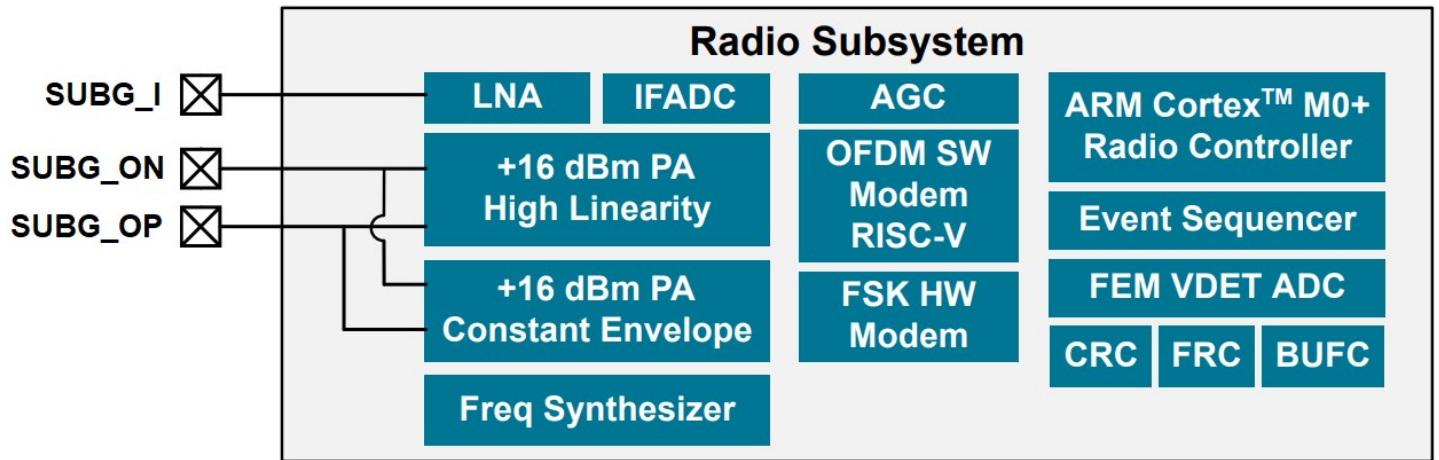 Radio Subsystem
SUBG_I
SUBG_ON
SUBG_OP
LNA
IFADC
+16 dBm PA
High Linearity
+16 dBm PA
Constant Envelope
Freq Synthesizer
AGC
OFDM SW
Modem
RISC-V
FSK HW
Modem
ARM Cortex™ M0+
Radio Controller
Event Sequencer
FEM VDET ADC
CRC
FRC
BUFC